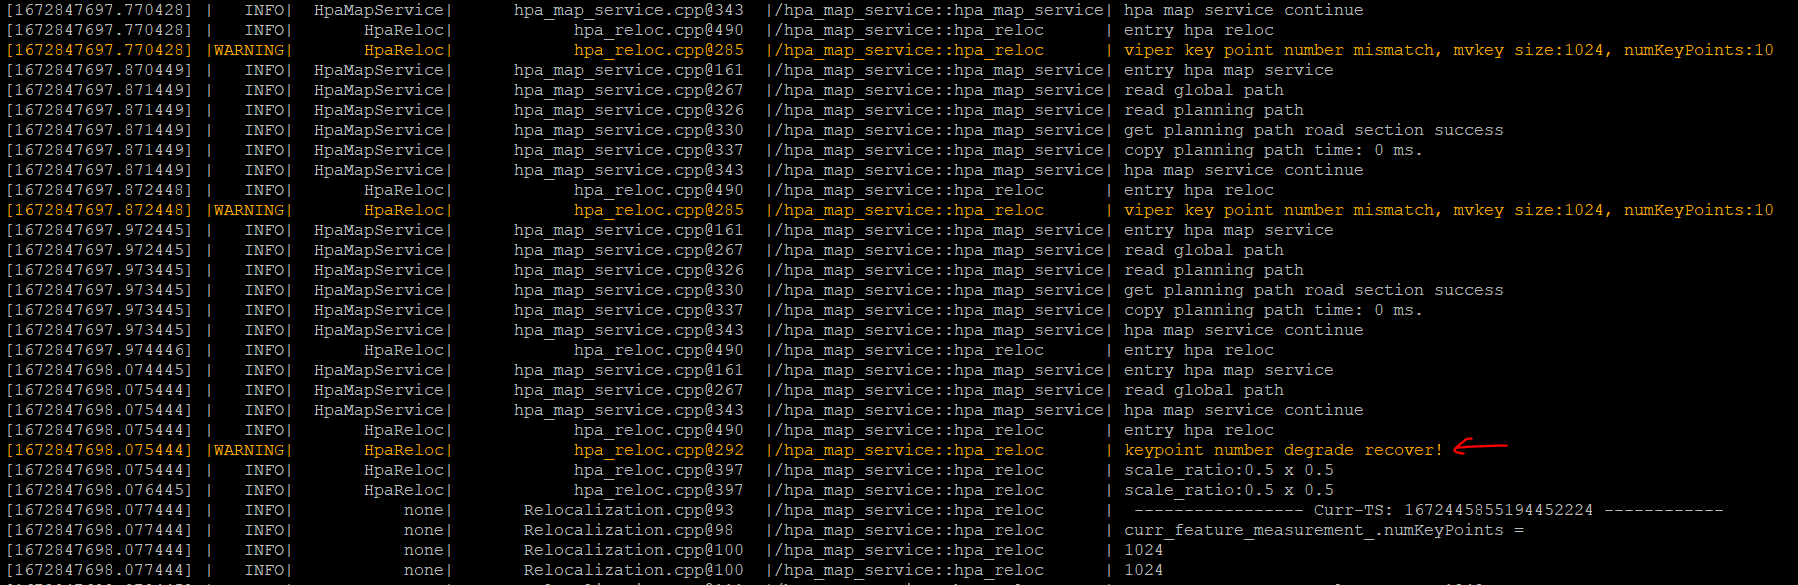 [1672847697.770428] | INFO| HpaMapService| hpa_map_service.cpp@343 |/hpa_map_service::hpa_map_service| hpa map service continue
[1672847697.770428] | INFO| HpaReloc| hpa_reloc.cpp@490 |/hpa_map_service::hpa_reloc | entry hpa reloc
[1672847697.770428] |WARNING| HpaReloc| hpa_reloc.cpp@285 |/hpa_map_service::hpa_reloc | viper key point number mismatch, mvkey size:1024, numKeyPoints:10
[1672847697.870449] | INFO| HpaMapService| hpa_map_service.cpp@161 |/hpa_map_service::hpa_map_service| entry hpa map service
[1672847697.871449] | INFO| HpaMapService| hpa_map_service.cpp@267 |/hpa_map_service::hpa_map_service| read global path
[1672847697.871449] | INFO| HpaMapService| hpa_map_service.cpp@326 |/hpa_map_service::hpa_map_service| read planning path
[1672847697.871449] | INFO| HpaMapService| hpa_map_service.cpp@330 |/hpa_map_service::hpa_map_service| get planning path road section success
[1672847697.871449] | INFO| HpaMapService| hpa_map_service.cpp@337 |/hpa_map_service::hpa_map_service| copy planning path time: 0 ms.
[1672847697.871449] | INFO| HpaMapService| hpa_map_service.cpp@343 |/hpa_map_service::hpa_map_service| hpa map service continue
[1672847697.872448] | INFO| HpaReloc| hpa_reloc.cpp@490 |/hpa_map_service::hpa_reloc | entry hpa reloc
[1672847697.872448] |WARNING| HpaReloc| hpa_reloc.cpp@285 |/hpa_map_service::hpa_reloc | viper key point number mismatch, mvkey size:1024, numKeyPoints:10
[1672847697.972445] | INFO| HpaMapService| hpa_map_service.cpp@161 |/hpa_map_service::hpa_map_service| entry hpa map service
[1672847697.972445] | INFO| HpaMapService| hpa_map_service.cpp@267 |/hpa_map_service::hpa_map_service| read global path
[1672847697.973445] | INFO| HpaMapService| hpa_map_service.cpp@326 |/hpa_map_service::hpa_map_service| read planning path
[1672847697.973445] | INFO| HpaMapService| hpa_map_service.cpp@330 |/hpa_map_service::hpa_map_service| get planning path road section success
[1672847697.973445] | INFO| HpaMapService| hpa_map_service.cpp@337 |/hpa_map_service::hpa_map_service| copy planning path time: 0 ms.
[1672847697.973445] | INFO| HpaMapService| hpa_map_service.cpp@343 |/hpa_map_service::hpa_map_service| hpa map service continue
[1672847697.974446] | INFO| HpaReloc| hpa_reloc.cpp@490 |/hpa_map_service::hpa_reloc | entry hpa reloc
[1672847698.074445] | INFO| HpaMapService| hpa_map_service.cpp@161 |/hpa_map_service::hpa_map_service| entry hpa map service
[1672847698.075444] | INFO| HpaMapService| hpa_map_service.cpp@267 |/hpa_map_service::hpa_map_service| read global path
[1672847698.075444] | INFO| HpaMapService| hpa_map_service.cpp@343 |/hpa_map_service::hpa_map_service| hpa map service continue
[1672847698.075444] | INFO| HpaReloc| hpa_reloc.cpp@490 |/hpa_map_service::hpa_reloc | entry hpa reloc
[1672847698.075444] |WARNING| HpaReloc| hpa_reloc.cpp@292 |/hpa_map_service::hpa_reloc | keypoint number degrade recover!
[1672847698.075444] | INFO| HpaReloc| hpa_reloc.cpp@397 |/hpa_map_service::hpa_reloc | scale_ratio:0.5 x 0.5
[1672847698.076445] | INFO| HpaReloc| hpa_reloc.cpp@397 |/hpa_map_service::hpa_reloc | scale_ratio:0.5 x 0.5
[1672847698.077444] | INFO| none| Relocalization.cpp@93 |/hpa_map_service::hpa_reloc | ----------------- Curr-TS: 1672445855194452224 ------------
[1672847698.077444] | INFO| none| Relocalization.cpp@98 |/hpa_map_service::hpa_reloc | curr_feature_measurement_.numKeyPoints =
[1672847698.077444] | INFO| none| Relocalization.cpp@100 |/hpa_map_service::hpa_reloc | 1024
[1672847698.077444] | INFO| none| Relocalization.cpp@100 |/hpa_map_service::hpa_reloc | 1024